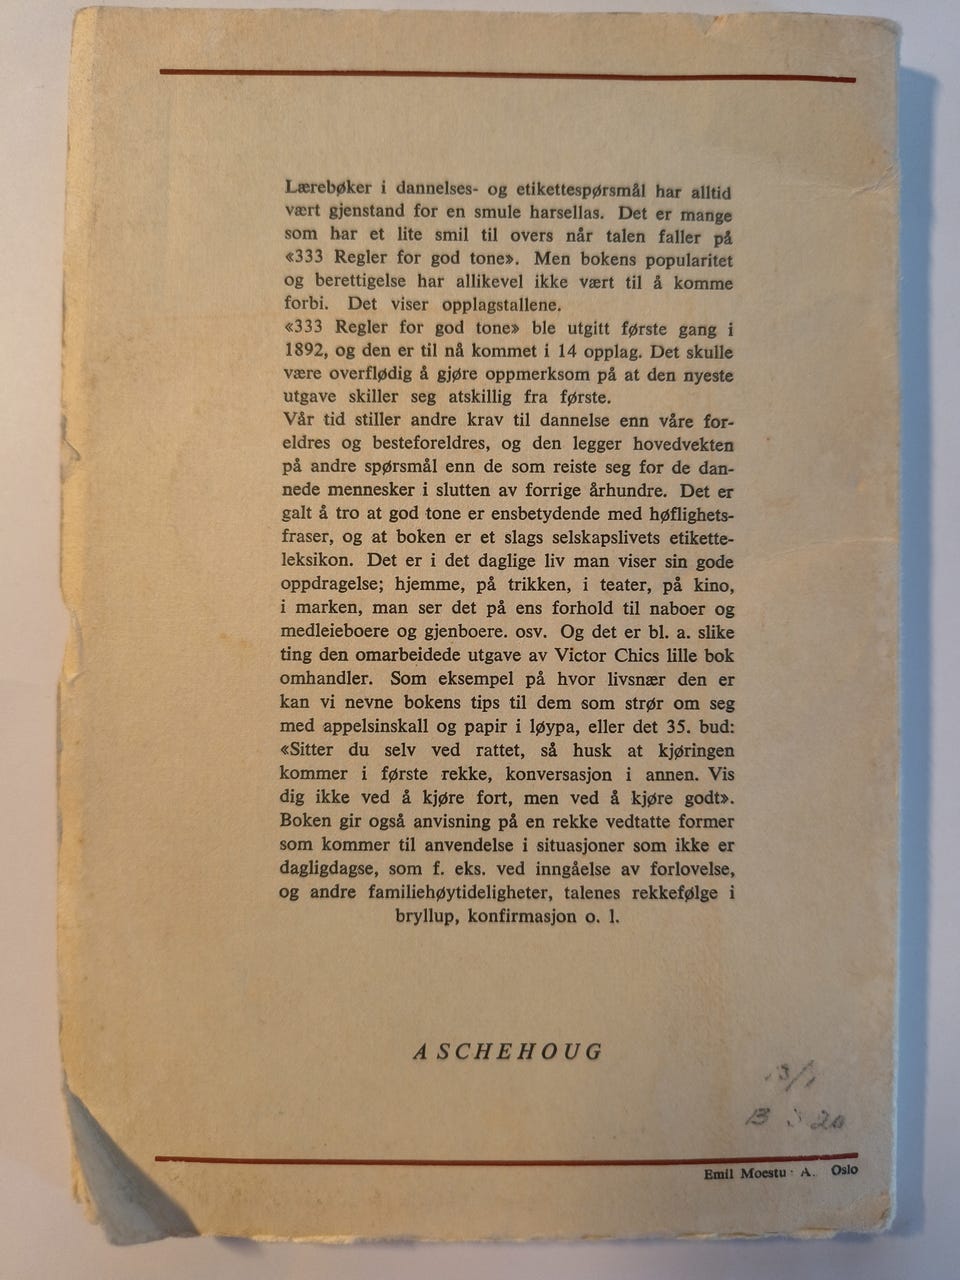 Lærebøker i dannelses- og etikettespørsmål har alltid
vært gjenstand for en smule harsellas. Det er mange
som har et lite smil til overs når talen faller på
«333 Regler for god tone». Men bokens popularitet
og berettigelse har allikevel ikke vært til å komme
forbi. Det viser opplagstallene.
«333 Regler for god tone» ble utgitt første gang i
1892, og den er til nå kommet i 14 opplag. Det skulle
være overflødig å gjøre oppmerksom på at den nyeste
utgave skiller seg atskillig fra første.
Vår tid stiller andre krav til dannelse enn våre for-
eldres og besteforeldres, og den legger hovedvekten
på andre spørsmål enn de som reiste seg for de dan-
nede mennesker i slutten av forrige århundre. Det er
galt å tro at god tone er ensbetydende med høflighets-
fraser, og at boken er et slags selskapslivets etikette-
leksikon. Det er i det daglige liv man viser sin gode
oppdragelse; hjemme, på trikken, i teater, på kino,
i marken, man ser det på ens forhold til naboer og
medleieboere og gjenboere. osv. Og det er bl. a. slike
ting den omarbeidede utgave av Victor Chics lille bok
omhandler. Som eksempel på hvor livsnær den er
kan vi nevne bokens tips til dem som strør om seg
med appelsinskall og papir i løypa, eller det 35. bud:
«Sitter du selv ved rattet, så husk at kjøringen
kommer i første rekke, konversasjon i annen. Vis
dig ikke ved å kjøre fort, men ved å kjøre godt».
Boken gir også anvisning på en rekke vedtatte former
som kommer til anvendelse i situasjoner som ikke er
dagligdagse, som f. eks. ved inngåelse av forlovelse,
og andre familiehøytideligheter, talenes rekkefølge i
bryllup, konfirmasjon o. l.
ASCHEHOUG
Emil Moestu A. Oslo